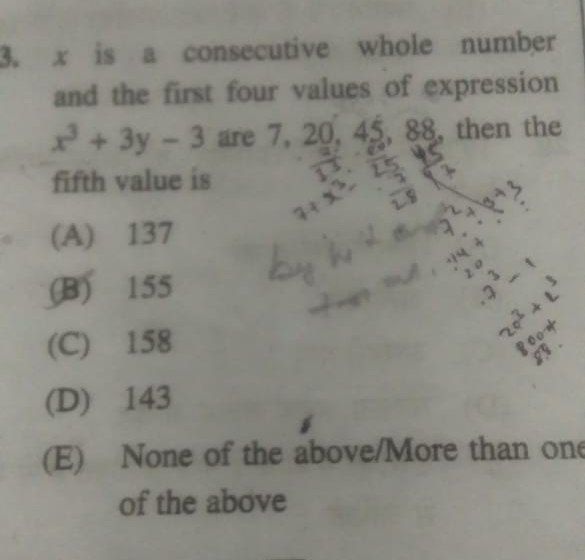 3. x is a consecutive whole number
and the first four values of expression
x³ + 3y – 3 are 7, 20, 45, 88, then the
fifth value is
(A) 137
(B) 155
(C) 158
(D) 143
(E) None of the above/More than one
of the above